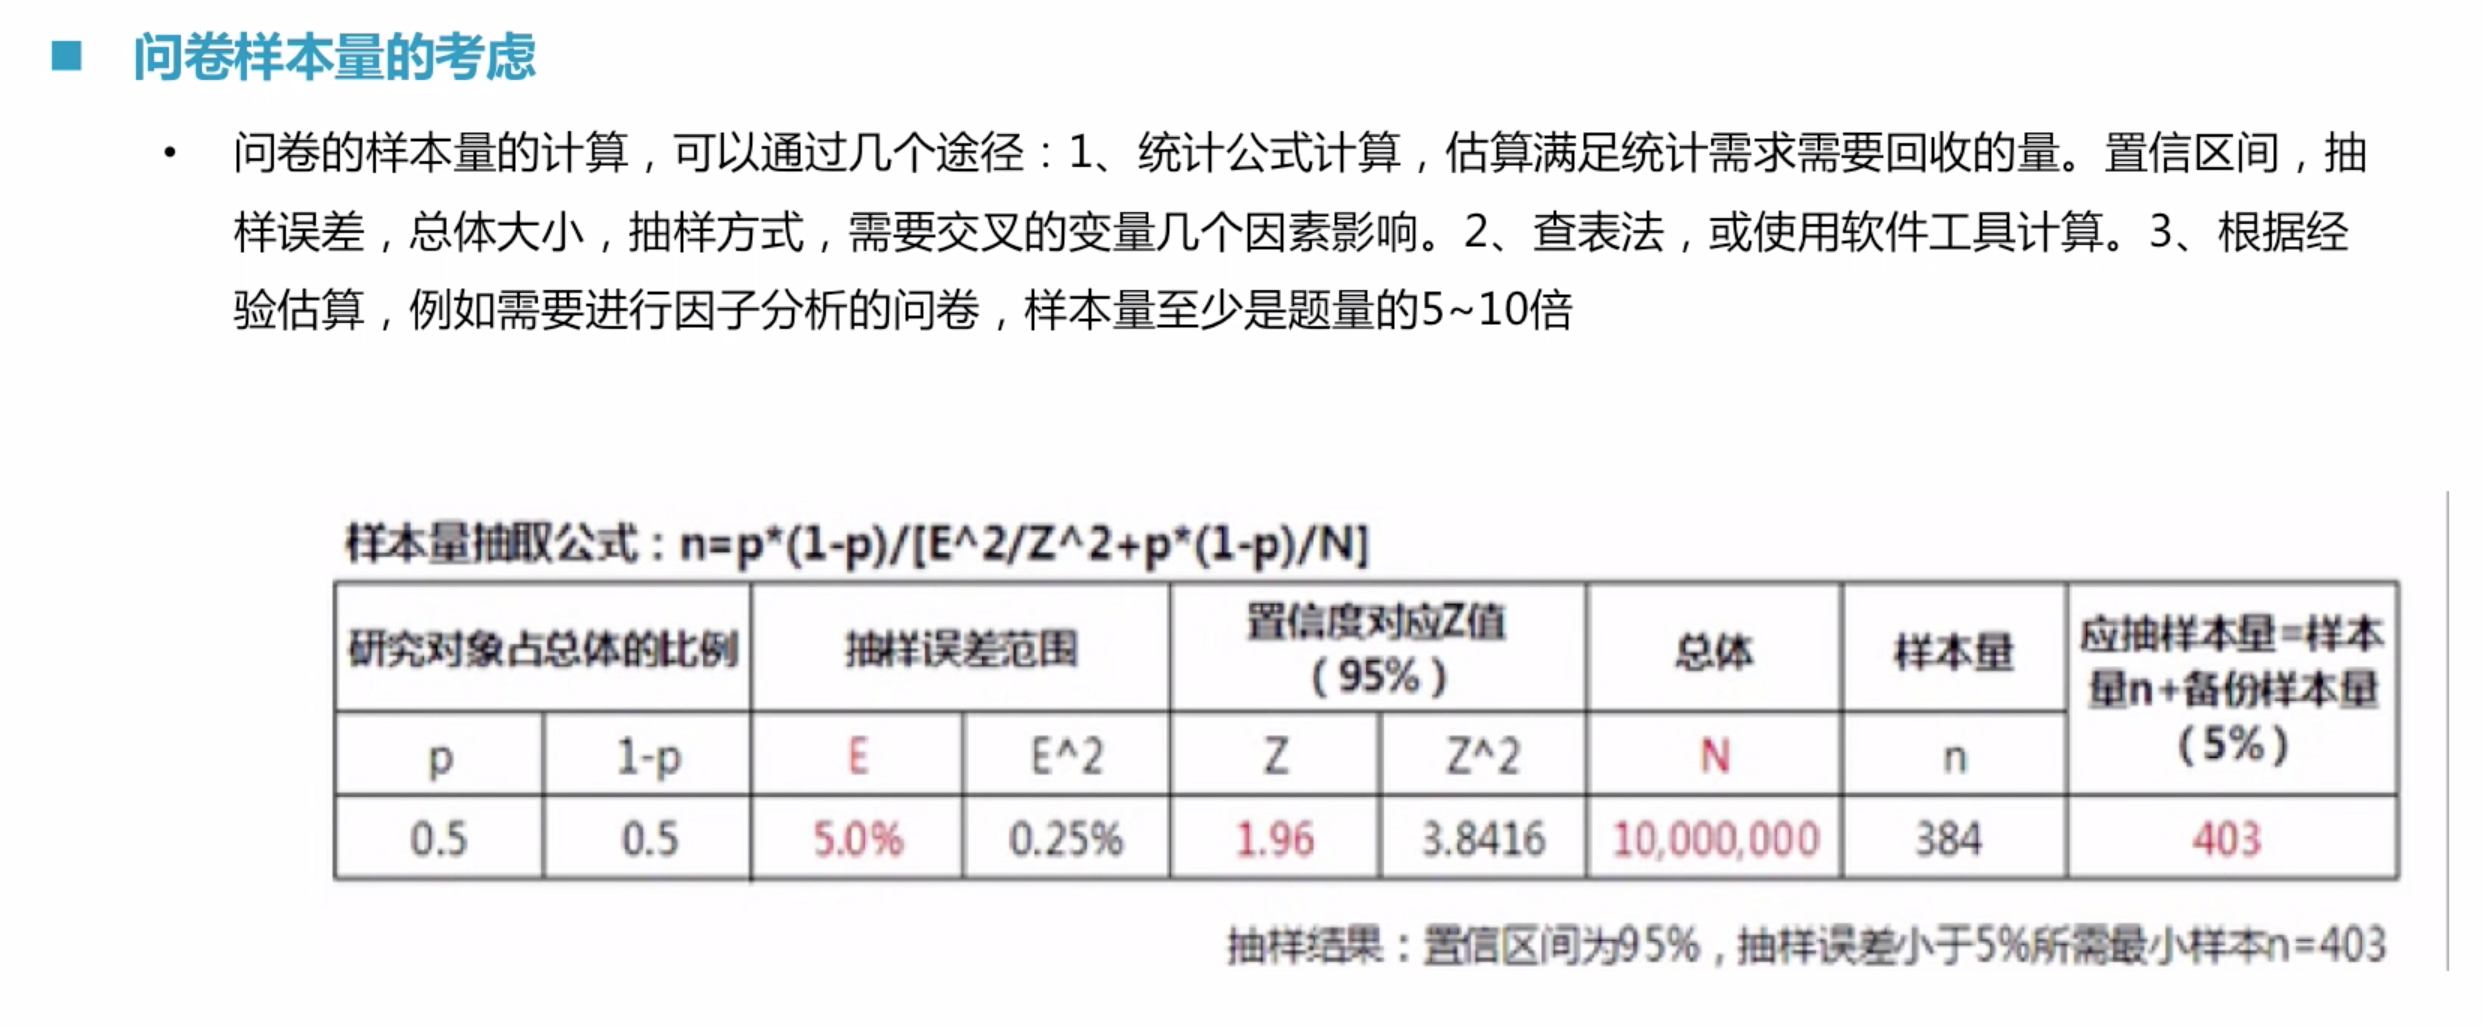 问卷样本量的考虑
• 问卷的样本量的计算，可以通过几个途径：1、统计公式计算，估算满足统计需求需要回收的量。置信区间，抽
样误差，总体大小，抽样方式，需要交叉的变量几个因素影响。2、查表法，或使用软件工具计算。3、根据经
验估算，例如需要进行因子分析的问卷，样本量至少是题量的5~10倍
样本量抽取公式：n=p*(1-p)/[E^2/Z^2+p*(1-p)/N]
研究对象占总体的比例 抽样误差范围 置信度对应Z值 总体 样本量 应抽样本量=样本
（95%） 量n+备份样本量
（5%）
p 1-p E E^2 Z Z^2 N n
0.5 0.5 5.0% 0.25% 1.96 3.8416 10,000,000 384 403
抽样结果：置信区间为95%，抽样误差小于5%所需最小样本n=403